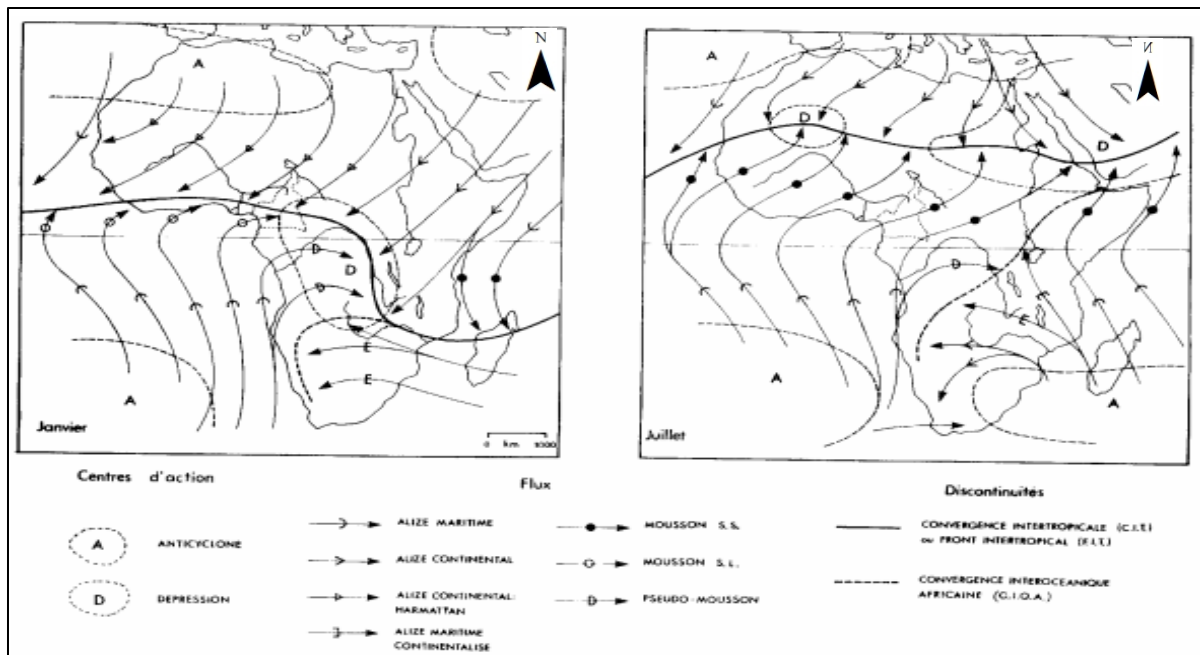 N
A
D
A
Janvier
0 km 1000
E
E
D
D
N
A
D
D
D
E
A
A
Juillet
Centres d'action
Flux
Discontinuités
A ANTICYCLONE
D DEPRESSION
ALIZE MARITIME
ALIZE CONTINENTAL
ALIZE CONTINENTAL:
HARMATTAN
ALIZE MARITIME
CONTINENTALISE
MOUSSON S.S.
MOUSSON S.L.
D PSEUDO-MOUSSON
CONVERGENCE INTERTROPICALE (C.I.T.)
ou FRONT INTERTROPICAL (F.I.T.)
CONVERGENCE INTEROCEANIQUE
AFRICAINE (C.I.O.A.)